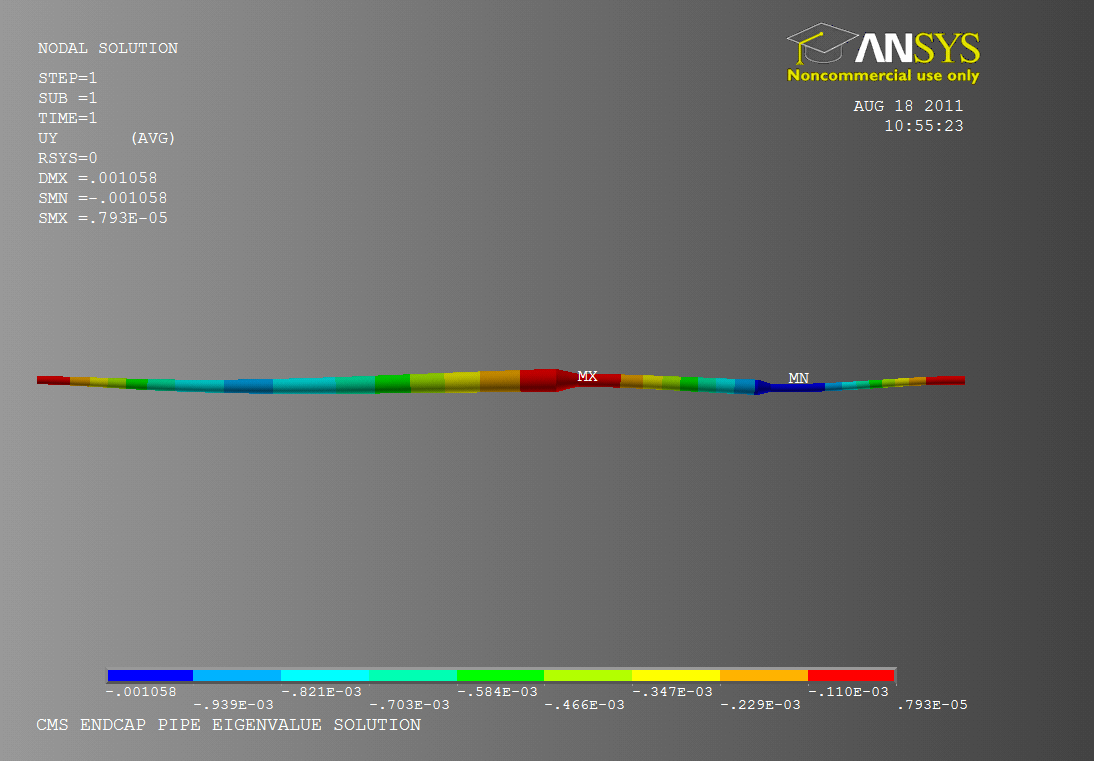 NODAL SOLUTION
STEP=1
SUB =1
TIME=1
UY (AVG)
RSYS=0
DMX =.001058
SMN =-.001058
SMX =.793E-05
ANSYS
Noncommercial use only
AUG 18 2011
10:55:23
MX
MN
-.001058 -.821E-03 -.584E-03 -.347E-03 -.110E-03
-.939E-03 -.703E-03 -.466E-03 -.229E-03 .793E-05
CMS ENDCAP PIPE EIGENVALUE SOLUTION